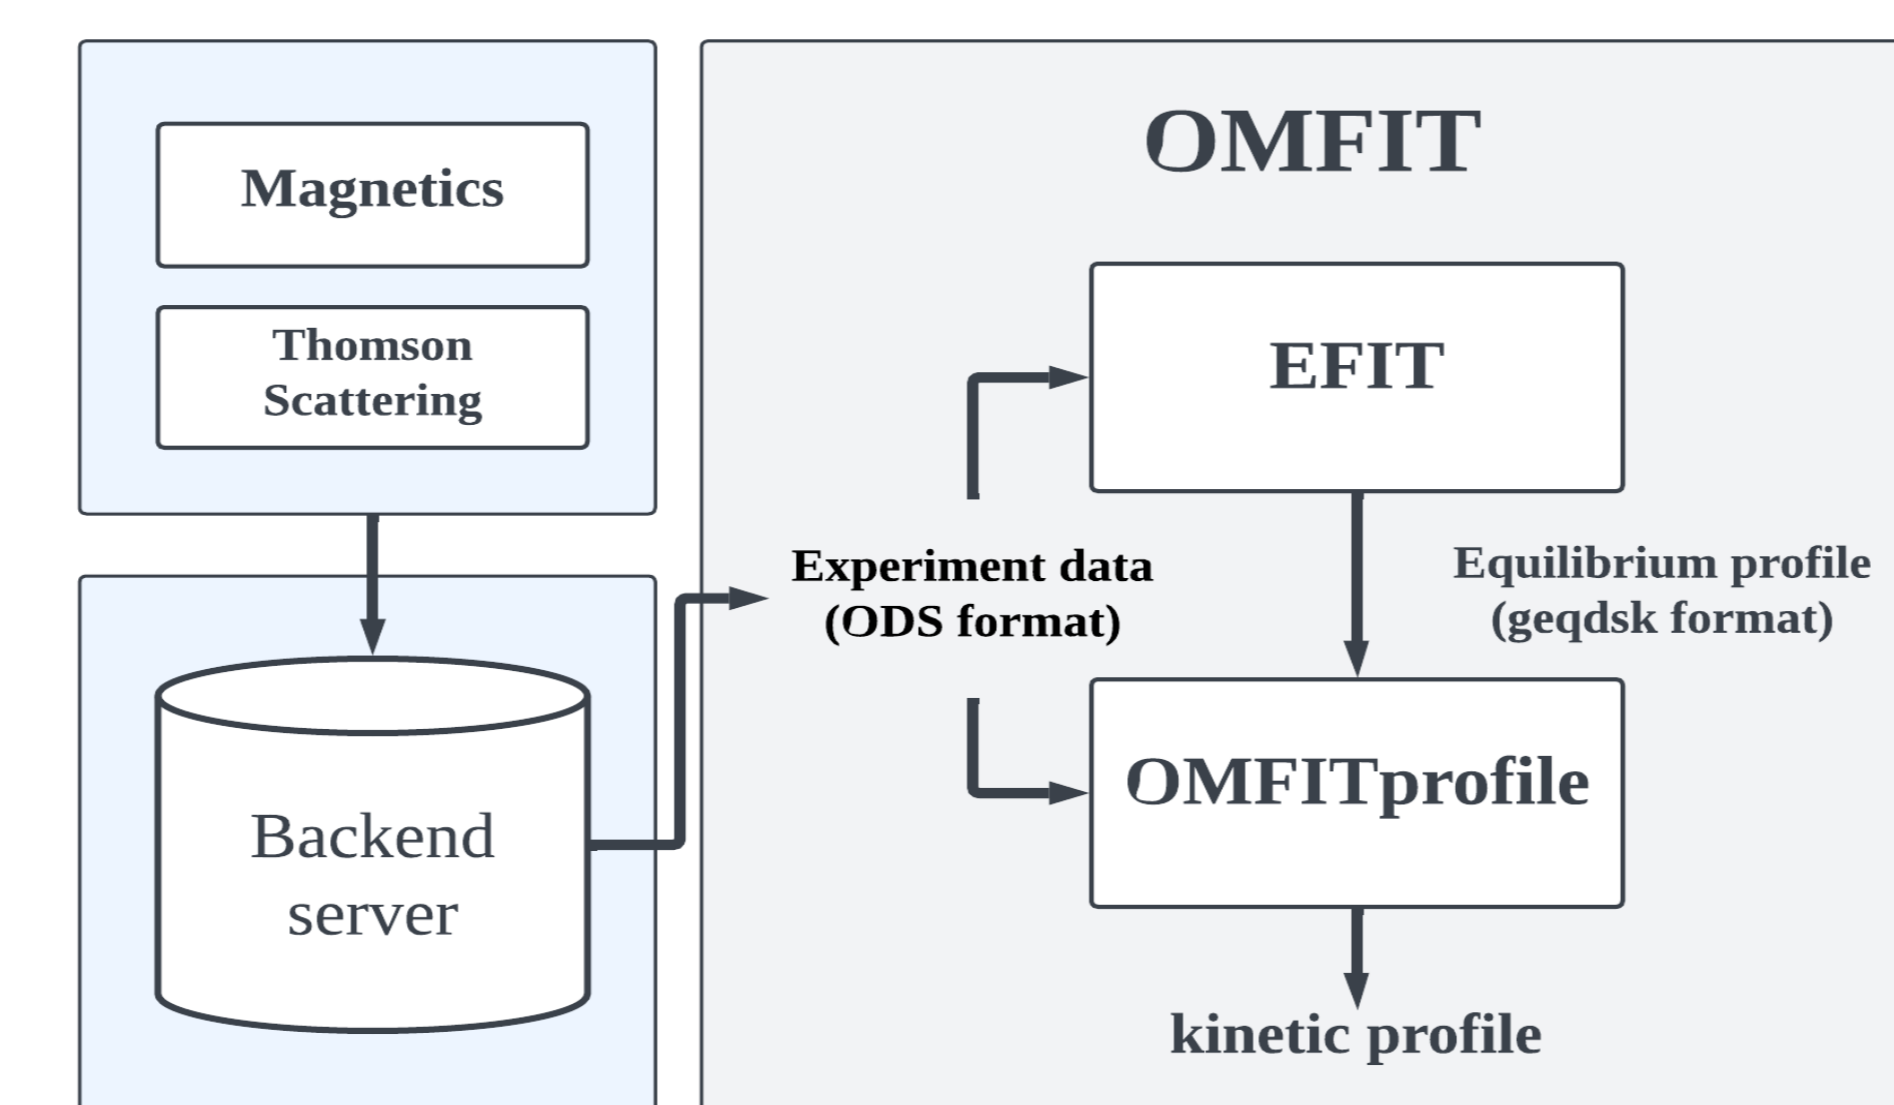 Magnetics
Thomson
Scattering
Backend
server
OMFIT
EFIT
Experiment data
(ODS format)
Equilibrium profile
(geqdsk format)
OMFITprofile
kinetic profile